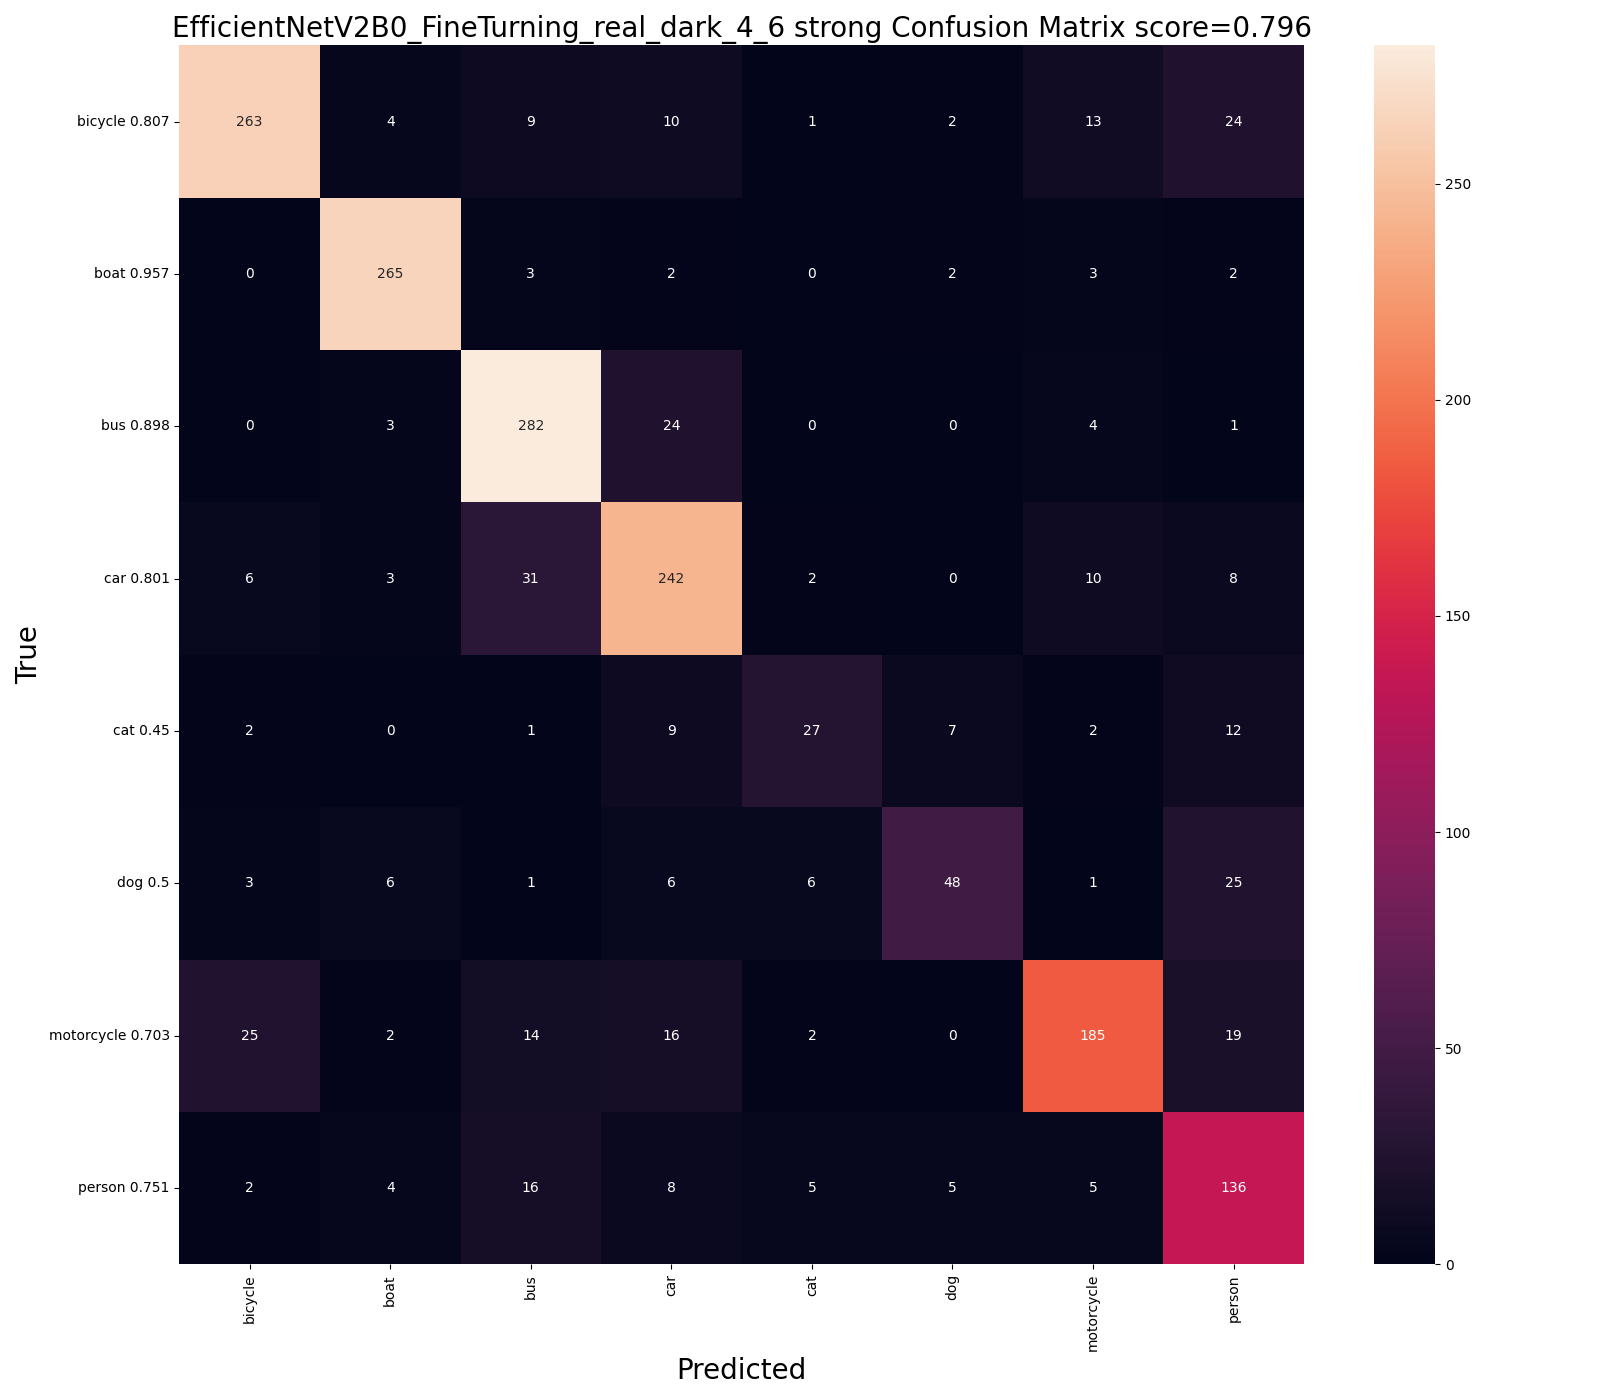 EfficientNetV2B0_FineTurning_real_dark_4_6 strong Confusion Matrix score=0.796
bicycle 0.807 263 4 9 10 1 2 13 24
boat 0.957 0 265 3 2 0 2 3 2
bus 0.898 0 3 282 24 0 0 4 1
car 0.801 6 3 31 242 2 0 10 8
cat 0.45 2 0 1 9 27 7 2 12
dog 0.5 3 6 1 6 6 48 1 25
motorcycle 0.703 25 2 14 16 2 0 185 19
person 0.751 2 4 16 8 5 5 5 136
bicycle boat bus car cat dog motorcycle person
True
Predicted
250
200
150
100
50
0